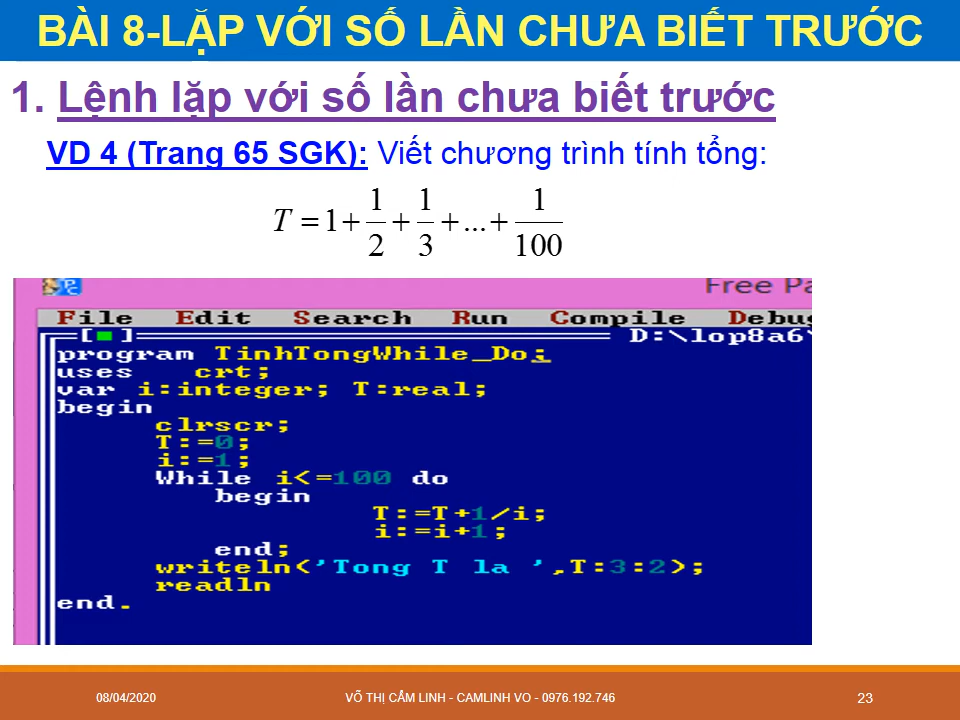 BÀI 8-LẶP VỚI SỐ LẦN CHƯA BIẾT TRƯỚC
1. Lệnh lặp với số lần chưa biết trước
VD 4 (Trang 65 SGK): Viết chương trình tính tổng:
T = 1 + 1/2 + 1/3 + ... + 1/100
Free Pa
File Edit Search Run Compile Debug
[■] D:\lop8a6\
program TinhTongWhile_Do;
uses crt;
var i:integer; T:real;
begin
clrscr;
T:=0;
i:=1;
While i<=100 do
begin
T:=T+1/i;
i:=i+1;
end;
writeln('Tong T la ',T:3:2);
readln
end.
08/04/2020 VÕ THỊ CẨM LINH - CAMLINH VO - 0976.192.746 23